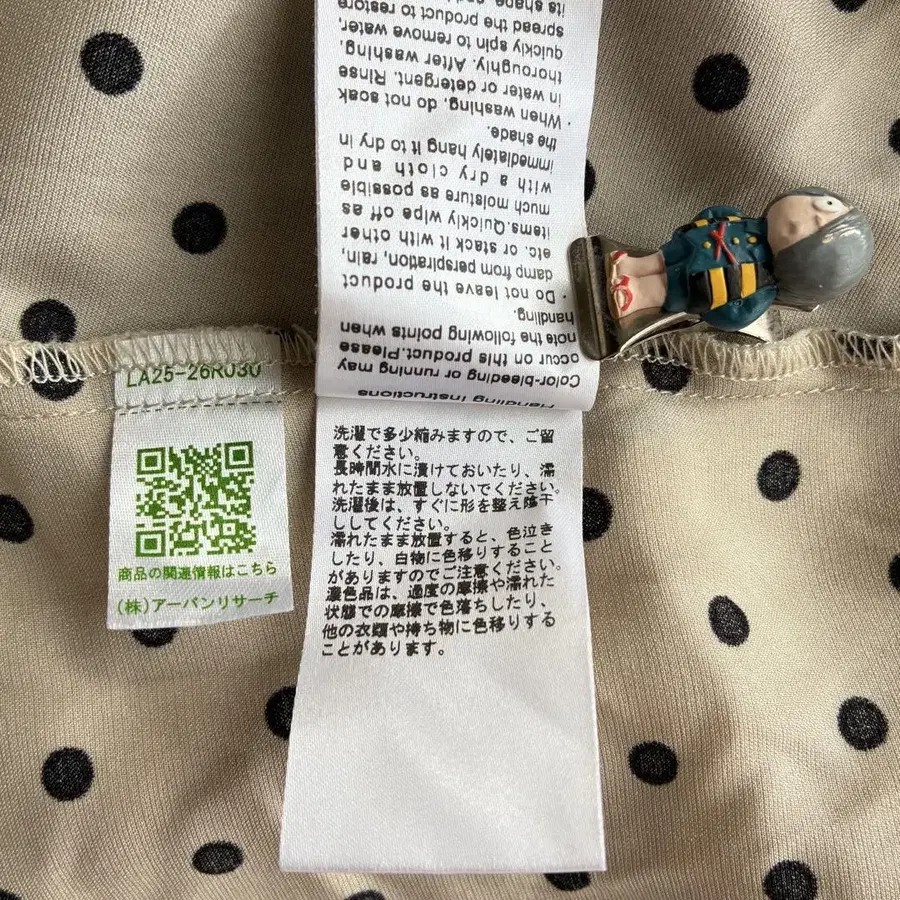 Handling Instructions
Color-bleeding or running may
occur on this product.Please
note the following points when
handling.
・Do not leave the product
damp from perspiration, rain,
etc. or stack it with other
items.Quickly wipe off as
much moisture as possible
with a dry cloth and
immediately hang it to dry in
the shade.
・When washing, do not soak
in water or detergent. Rinse
thoroughly. After washing,
quickly spin to remove water,
spread the product to restore
its shape,
LA25-26R030
商品の関連情報はこちら
(株)アーバンリサーチ
洗濯で多少縮みますので、ご留
意ください。
長時間水に漬けておいたり、濡
れたまま放置しないでください。
洗濯後は、すぐに形を整え陰干
ししてください。
濡れたまま放置すると、色泣き
したり、白物に色移りすること
がありますのでご注意ください。
濃色品は、過度の摩擦や濡れた
状態での摩擦で色落ちしたり、
他の衣類や持ち物に色移りする
ことがあります。